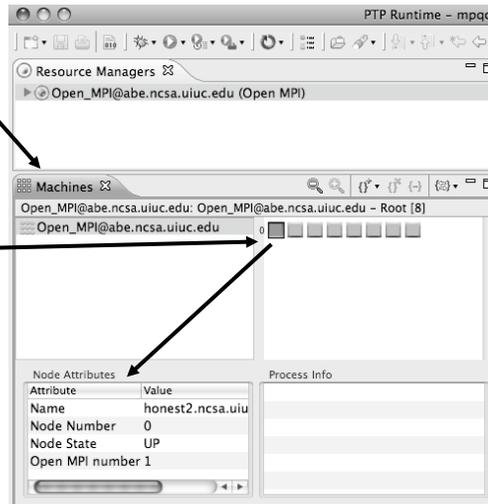 PTP Runtime – mpq
Resource Managers
Open_MPI@abe.ncsa.uiuc.edu (Open MPI)
Machines
Open_MPI@abe.ncsa.uiuc.edu: Open_MPI@abe.ncsa.uiuc.edu – Root [8]
Open_MPI@abe.ncsa.uiuc.edu
0
Node Attributes
Process Info
Attribute Value
Name honest2.ncsa.uiu
Node Number 0
Node State UP
Open MPI number 1